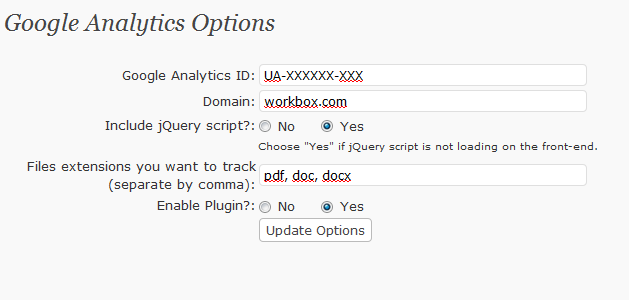 Google Analytics Options
Google Analytics ID: UA-XXXXXX-XXX
Domain: workbox.com
Include jQuery script?: No Yes
Choose "Yes" if jQuery script is not loading on the front-end.
Files extensions you want to track
(separate by comma): pdf, doc, docx
Enable Plugin?: No Yes
Update Options